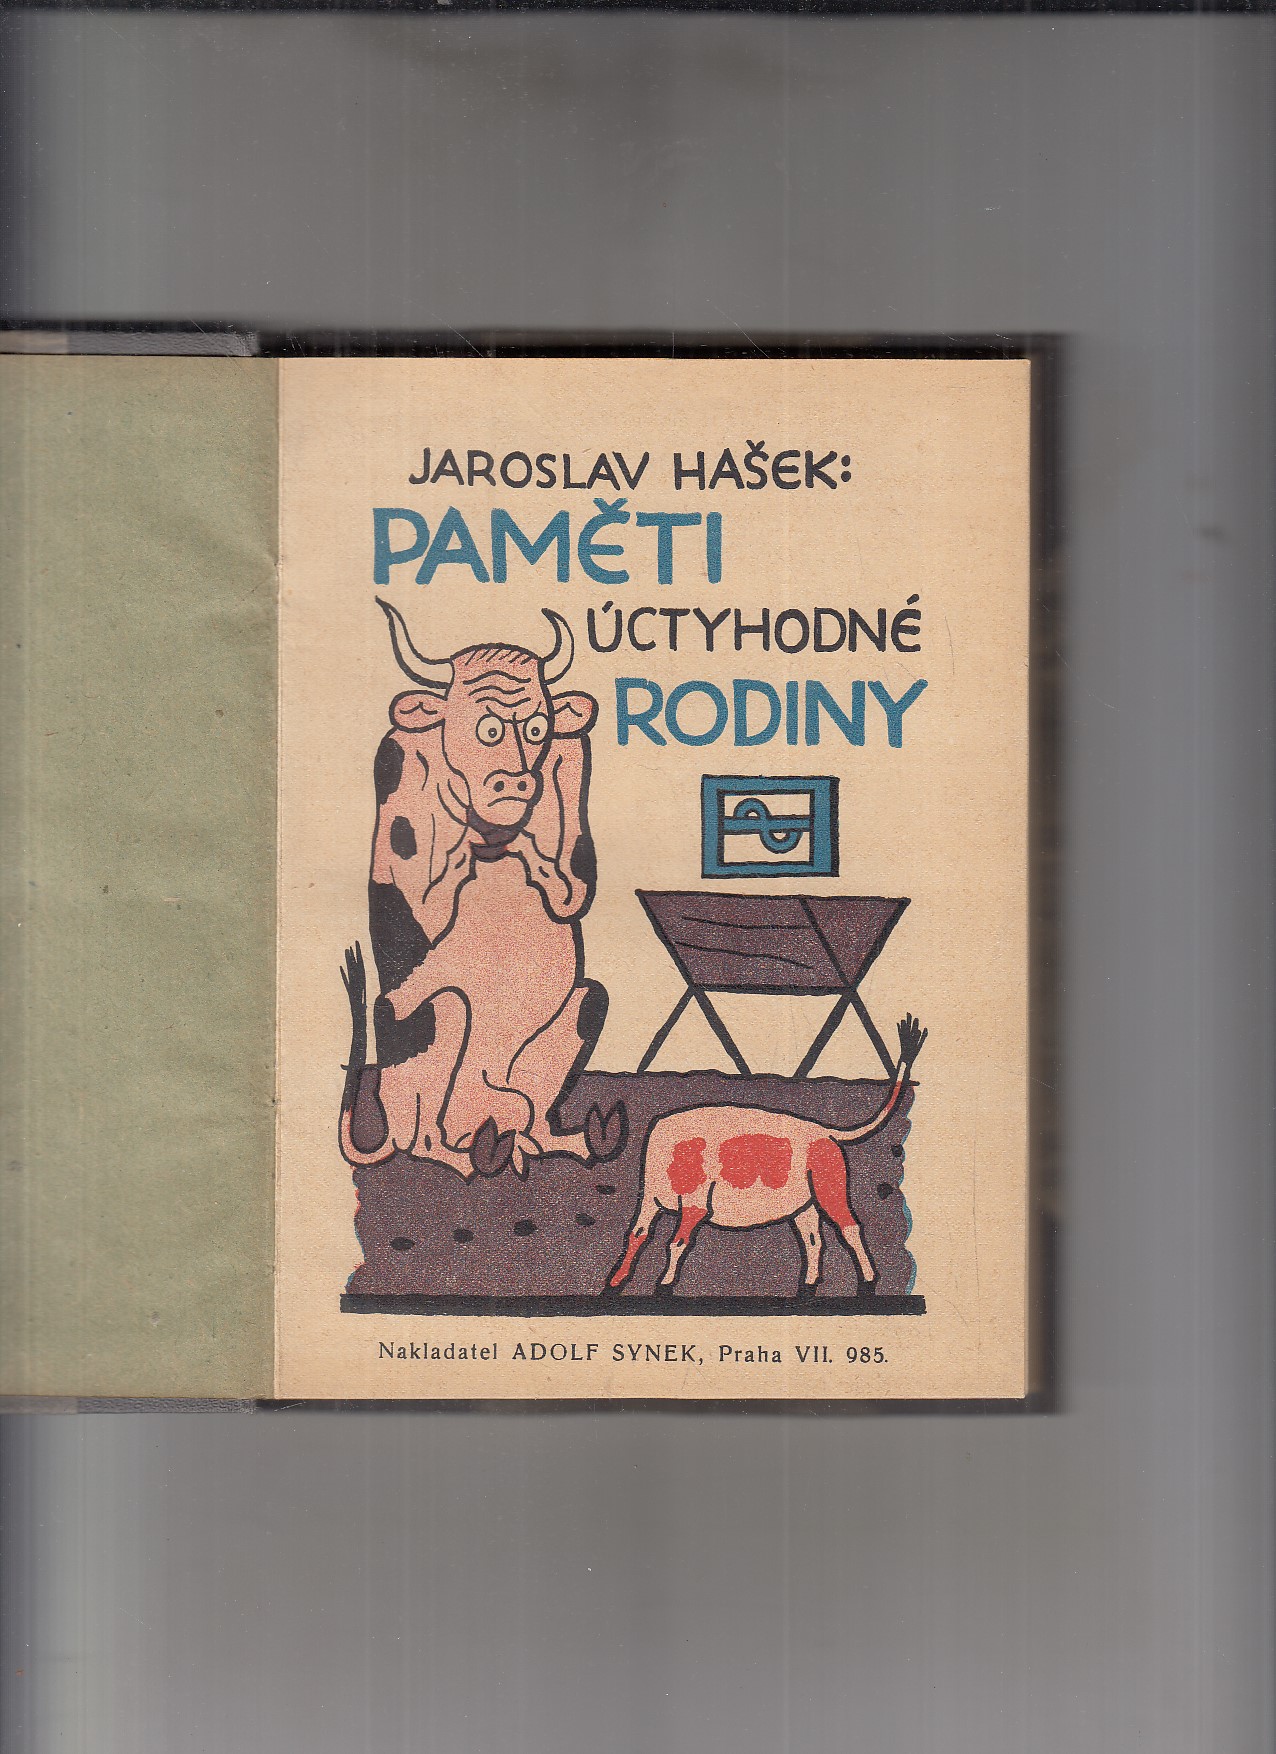 JAROSLAV HAŠEK:
PAMĚTI
ÚCTYHODNÉ
RODINY
Nakladatel ADOLF SYNEK, Praha VII. 985.